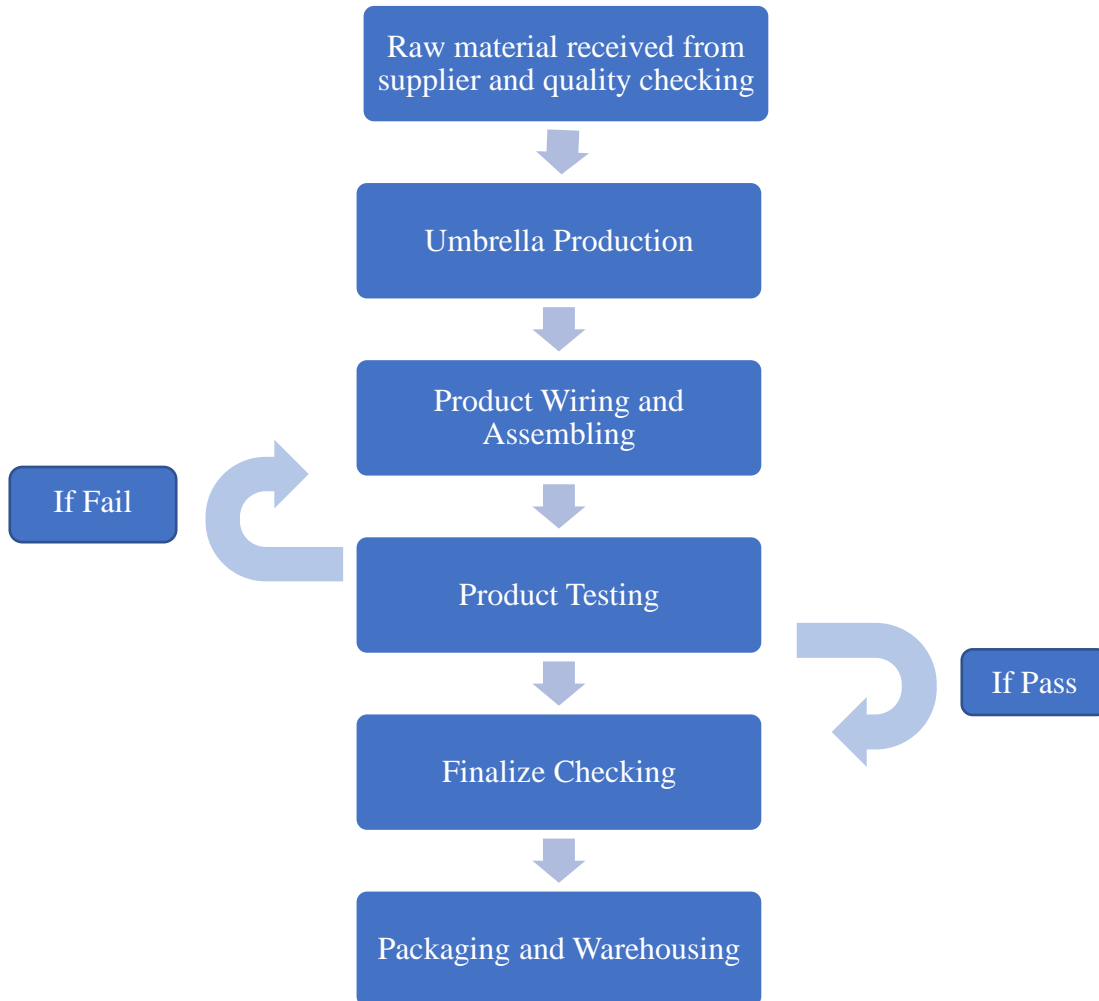 Raw material received from
supplier and quality checking
Umbrella Production
Product Wiring and
Assembling
If Fail
Product Testing
If Pass
Finalize Checking
Packaging and Warehousing